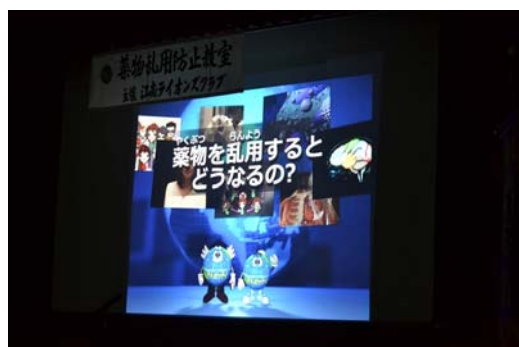 薬物乱用防止教室
主催 江南ライオンズクラブ
やくぶつ らんよう
薬物を乱用すると
どうなるの?